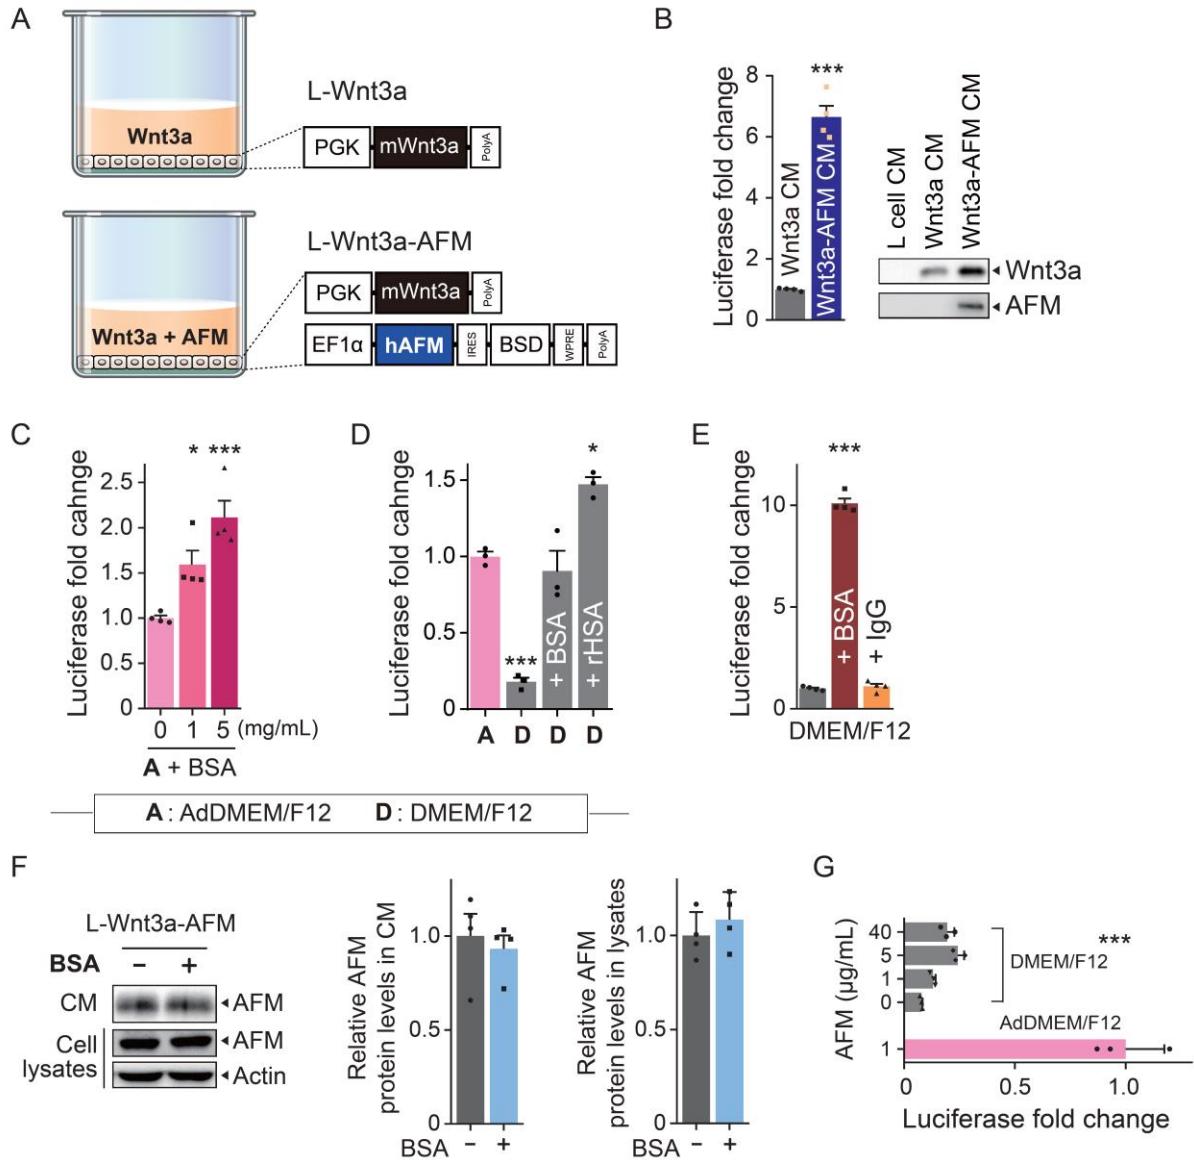 A
Wnt3a
L-Wnt3a
PGK mWnt3a PolyA
Wnt3a + AFM
L-Wnt3a-AFM
PGK mWnt3a PolyA
EF1α hAFM IRES BSD WPRE PolyA
B
Luciferase fold change
8
6
4
2
0
***
Wnt3a CM
Wnt3a-AFM CM
L cell CM
Wnt3a CM
Wnt3a-AFM CM
Wnt3a
AFM
C
Luciferase fold cahnge
2.5
2.0
1.5
1.0
0.5
0
* ***
0 1 5 (mg/mL)
A + BSA
D
Luciferase fold cahnge
1.5
1.0
0.5
0
***
*
+ BSA
+ rHSA
A D D D
E
Luciferase fold cahnge
10
5
0
***
+ BSA
+ IgG
DMEM/F12
A : AdDMEM/F12 D : DMEM/F12
F
L-Wnt3a-AFM
BSA − +
CM AFM
Cell lysates
AFM
Actin
Relative AFM
protein levels in CM
1.0
0.5
0
BSA − +
Relative AFM
protein levels in lysates
1.0
0.5
0
BSA − +
G
AFM (µg/mL)
40
5
1
0
1
DMEM/F12
***
AdDMEM/F12
0 0.5 1.0
Luciferase fold change